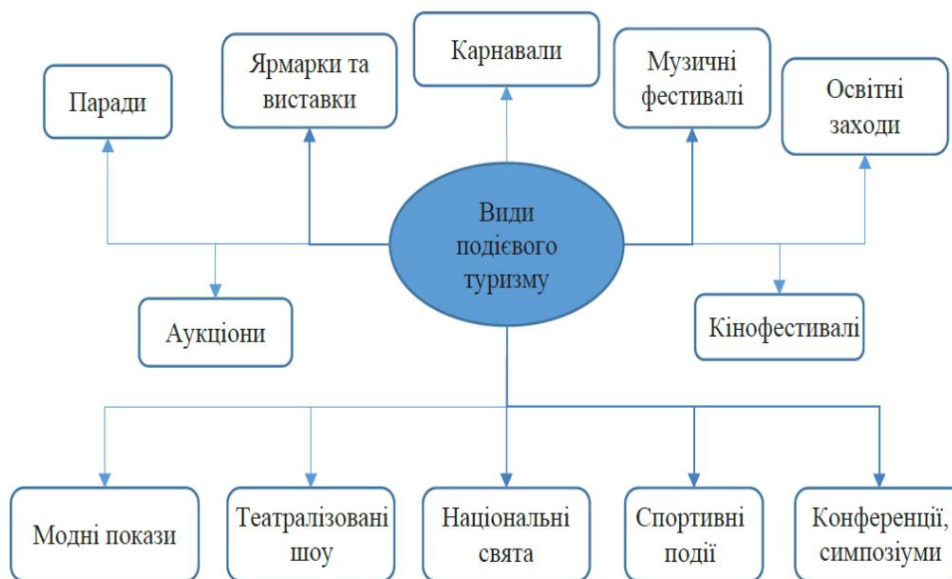 Карнавали
Ярмарки та
виставки
Музичні
фестивалі
Паради
Освітні
заходи
Види
подієвого
туризму
Аукціони
Кінофестивалі
Модні покази
Театралізовані
шоу
Національні
свята
Спортивні
події
Конференції,
симпозіуми